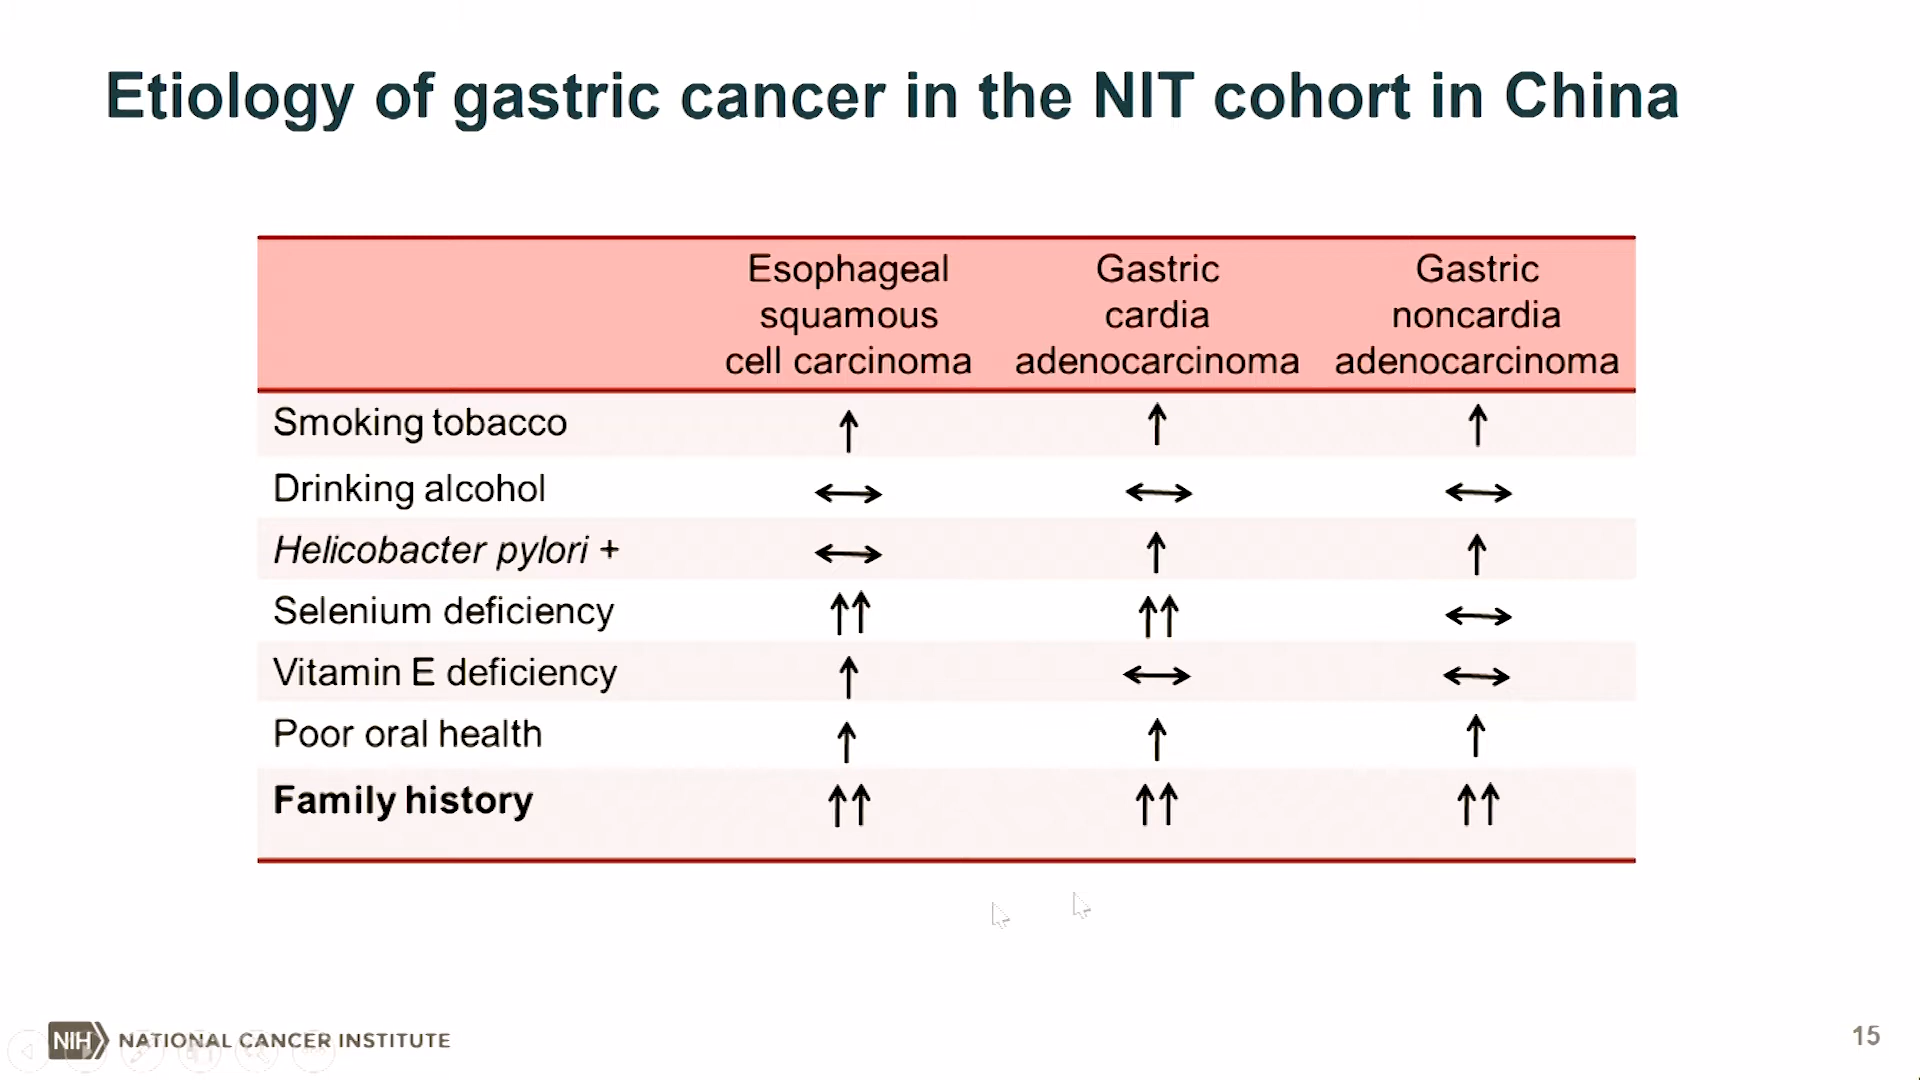 Etiology of gastric cancer in the NIT cohort in China
Esophageal squamous cell carcinoma
Gastric cardia adenocarcinoma
Gastric noncardia adenocarcinoma
Smoking tobacco ↑ ↑ ↑
Drinking alcohol ↔ ↔ ↔
Helicobacter pylori + ↔ ↑ ↑
Selenium deficiency ↑↑ ↑↑ ↔
Vitamin E deficiency ↑ ↔ ↔
Poor oral health ↑ ↑ ↑
Family history ↑↑ ↑↑ ↑↑
NIH NATIONAL CANCER INSTITUTE
15